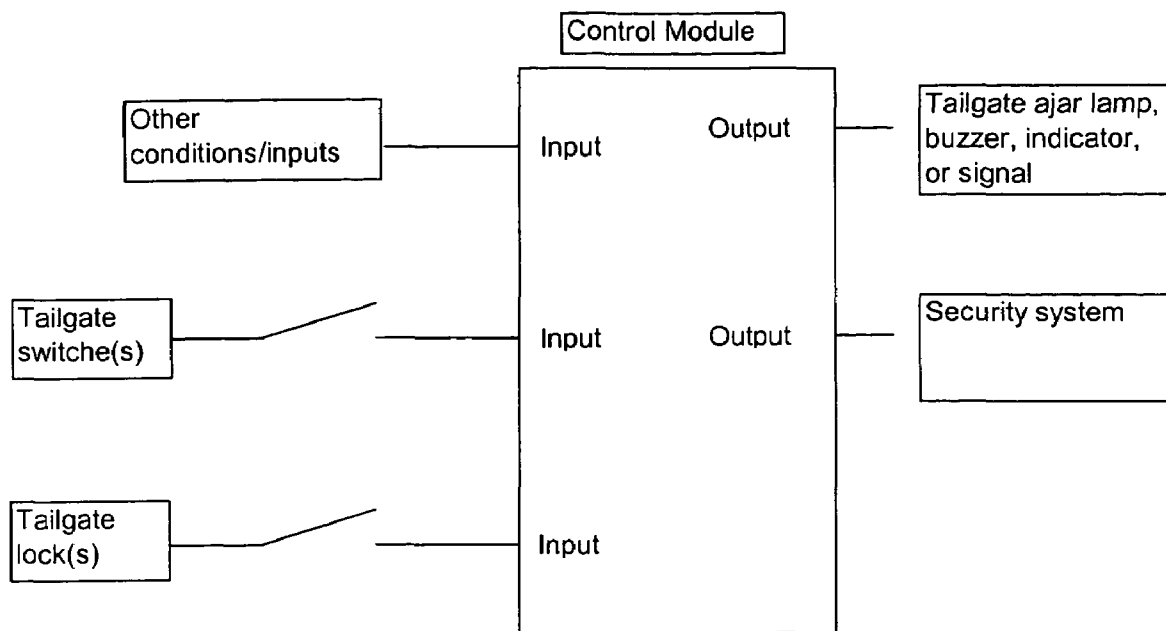 Control Module
Other
conditions/inputs
Input
Output
Tailgate ajar lamp,
buzzer, indicator,
or signal
Tailgate
switche(s)
Input
Output
Security system
Tailgate
lock(s)
Input